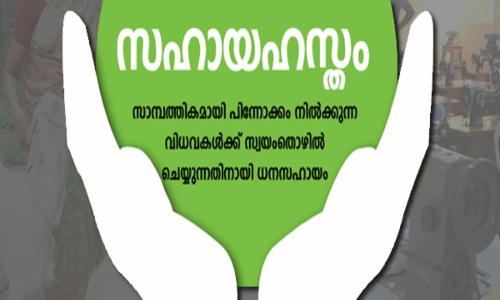 സഹായഹസ്തം
സാമ്പത്തികമായി പിന്നോക്കം നിൽക്കുന്ന
വിധവകൾക്ക് സ്വയംതൊഴിൽ
ചെയ്യുന്നതിനായി ധനസഹായം